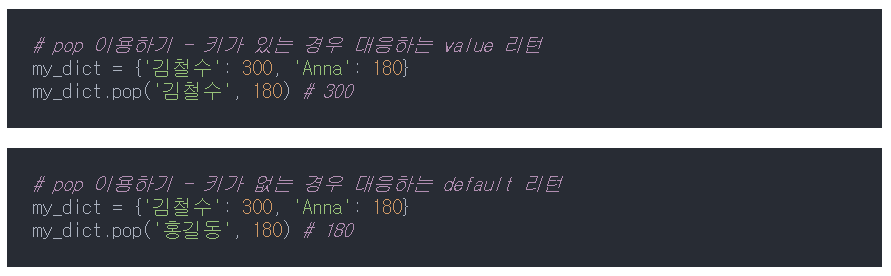 # pop 이용하기 - 키가 있는 경우 대응하는 value 리턴
my_dict = {'김철수': 300, 'Anna': 180}
my_dict.pop('김철수', 180) # 300
# pop 이용하기 - 키가 없는 경우 대응하는 default 리턴
my_dict = {'김철수': 300, 'Anna': 180}
my_dict.pop('홍길동', 180) # 180